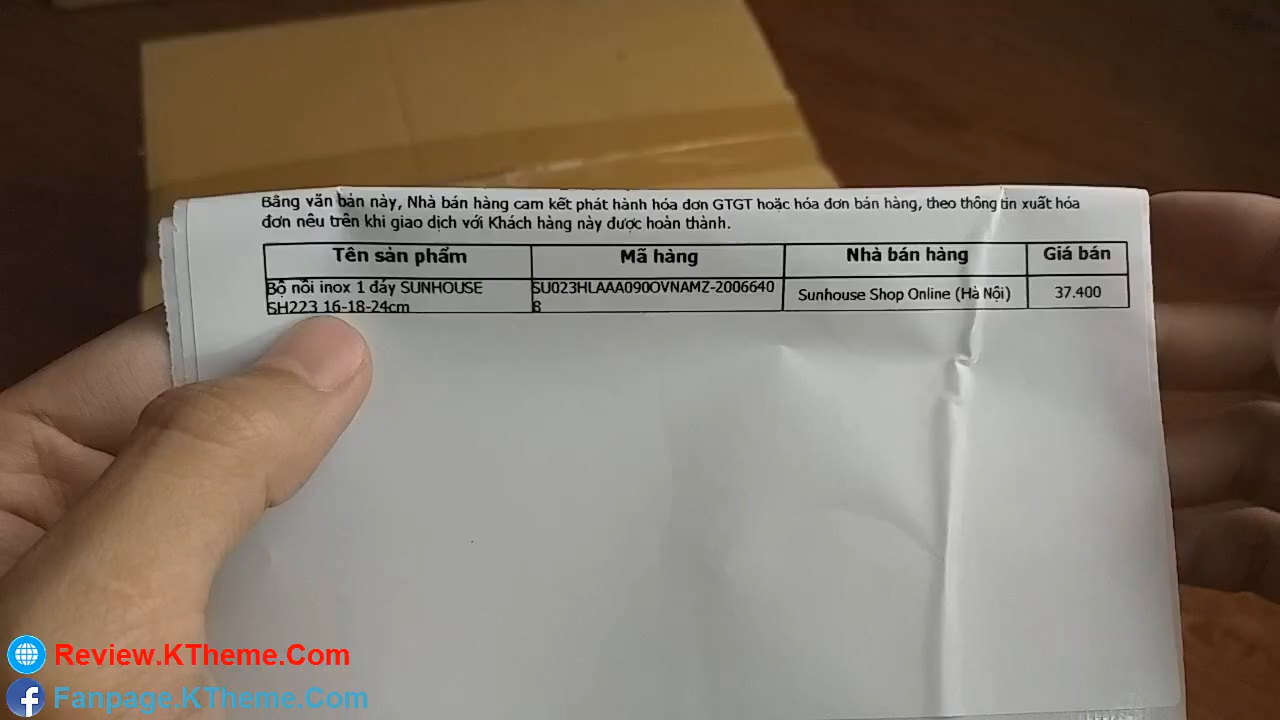 Bằng văn bản này, Nhà bán hàng cam kết phát hành hóa đơn GTGT hoặc hóa đơn bán hàng, theo thông tin xuất hóa
đơn nêu trên khi giao dịch với Khách hàng này được hoàn thành.
Tên sản phẩm Mã hàng Nhà bán hàng Giá bán
Bộ nồi inox 1 đáy SUNHOUSE SU023HLAAA090OVNAMZ-2006640 Sunhouse Shop Online (Hà Nội) 37.400
SH223 16-18-24cm 8
Review.KTheme.Com
Fanpage.KTheme.Com